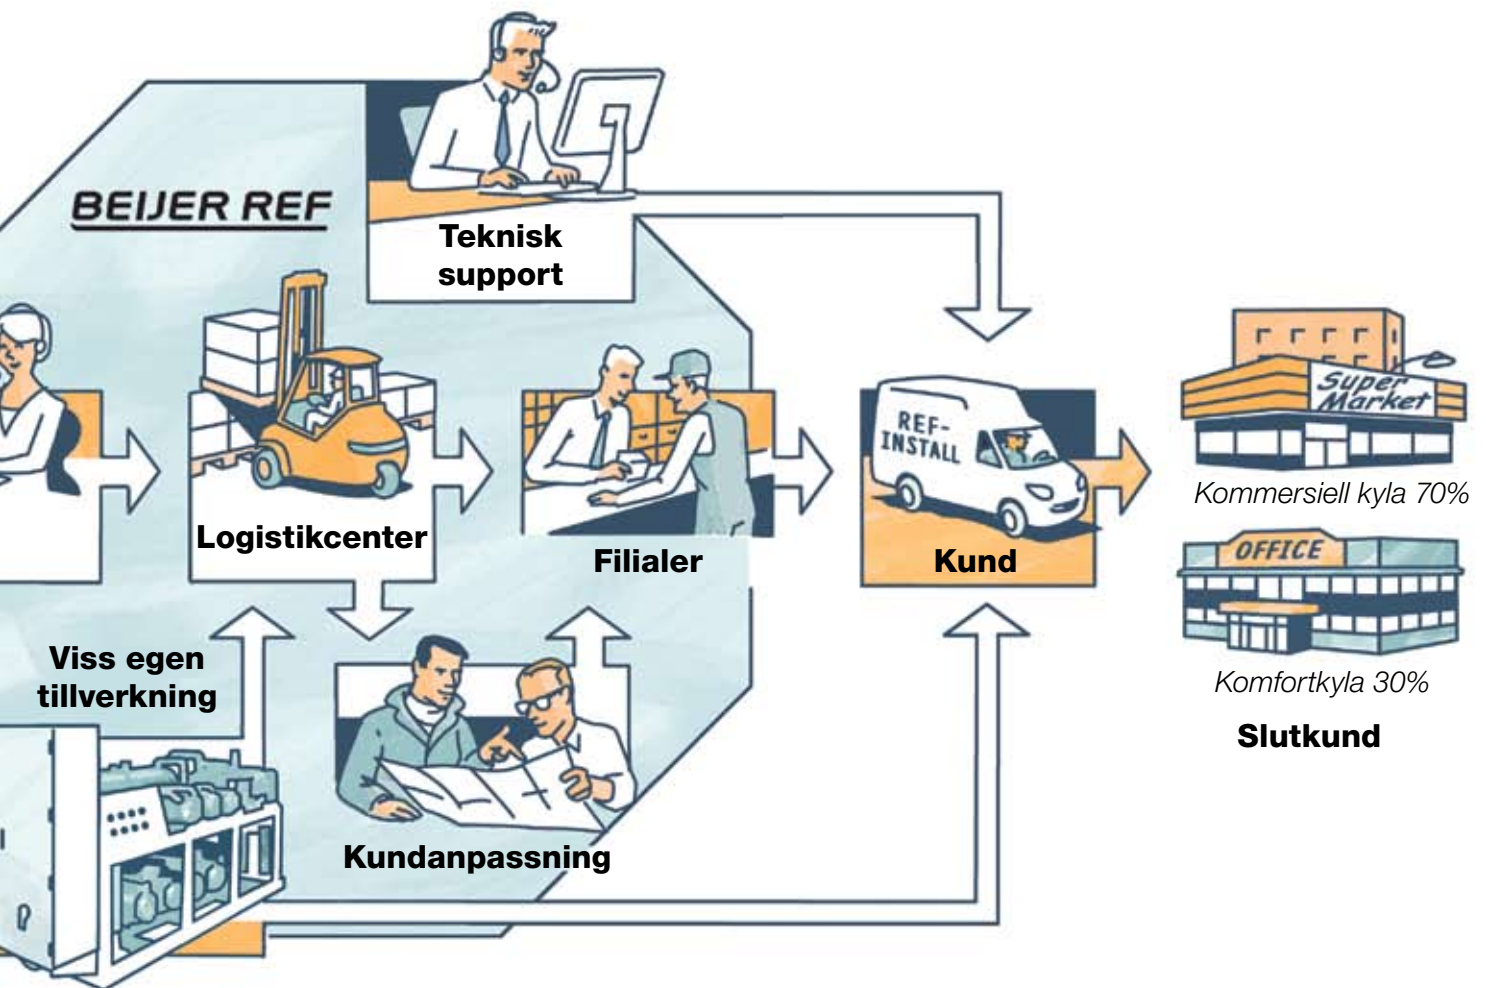 BEIJER REF
Teknisk
support
Logistikcenter
Filialer
REF-
INSTALL
Kund
Super
Market
Kommersiell kyla 70%
OFFICE
Komfortkyla 30%
Slutkund
Viss egen
tillverkning
Kundanpassning